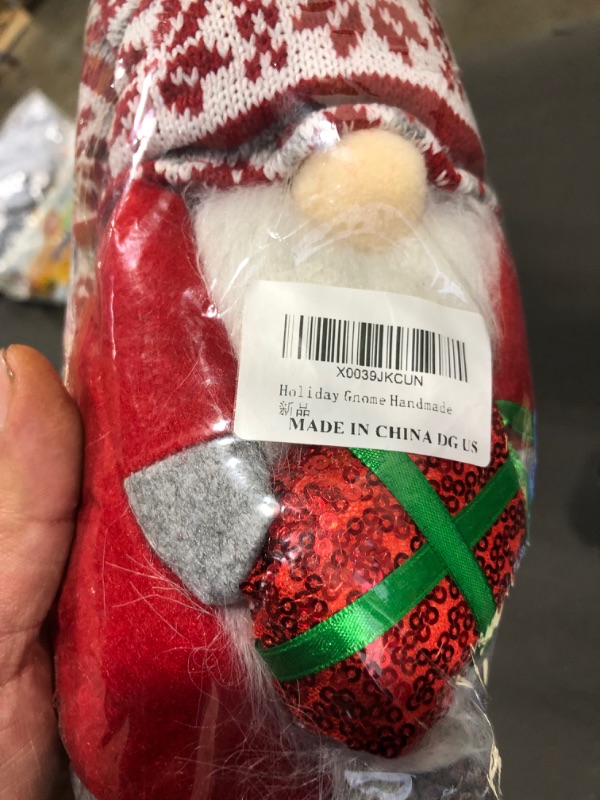 X0039JKCUN
Holiday Gnome Handmade
新品
MADE IN CHINA DG US